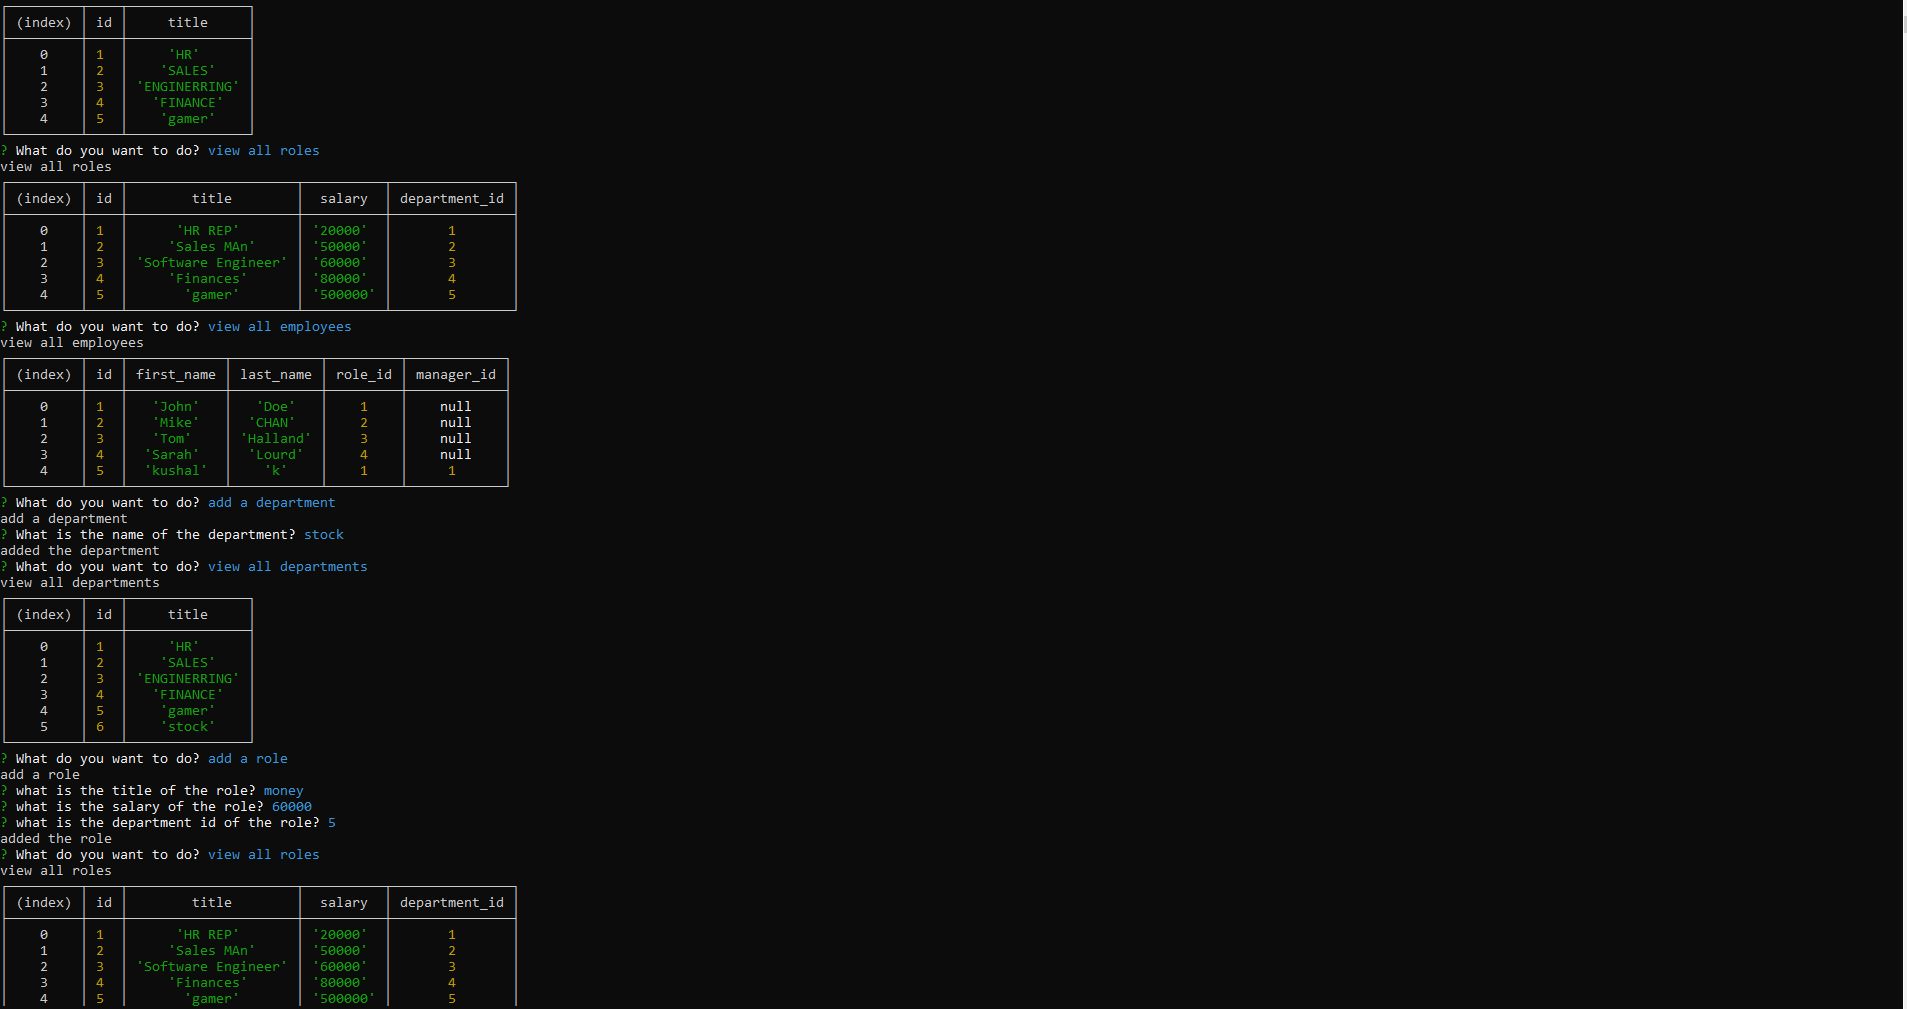 (index) id title
0 1 'HR'
1 2 'SALES'
2 3 'ENGINERRING'
3 4 'FINANCE'
4 5 'gamer'
? What do you want to do? view all roles
view all roles
(index) id title salary department_id
0 1 'HR REP' '20000' 1
1 2 'Sales MAn' '50000' 2
2 3 'Software Engineer' '60000' 3
3 4 'Finances' '80000' 4
4 5 'gamer' '500000' 5
? What do you want to do? view all employees
view all employees
(index) id first_name last_name role_id manager_id
0 1 'John' 'Doe' 1 null
1 2 'Mike' 'CHAN' 2 null
2 3 'Tom' 'Halland' 3 null
3 4 'Sarah' 'Lourd' 4 null
4 5 'kushal' 'k' 1 1
? What do you want to do? add a department
add a department
? What is the name of the department? stock
added the department
? What do you want to do? view all departments
view all departments
(index) id title
0 1 'HR'
1 2 'SALES'
2 3 'ENGINERRING'
3 4 'FINANCE'
4 5 'gamer'
5 6 'stock'
? What do you want to do? add a role
add a role
? what is the title of the role? money
? what is the salary of the role? 60000
? what is the department id of the role? 5
added the role
? What do you want to do? view all roles
view all roles
(index) id title salary department_id
0 1 'HR REP' '20000' 1
1 2 'Sales MAn' '50000' 2
2 3 'Software Engineer' '60000' 3
3 4 'Finances' '80000' 4
4 5 'gamer' '500000' 5